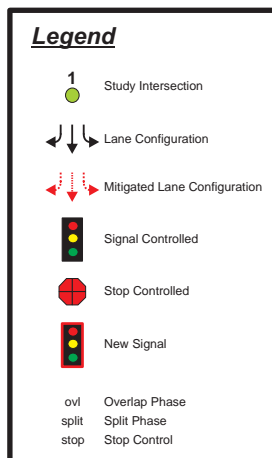 Legend
1
Study Intersection
Lane Configuration
Mitigated Lane Configuration
Signal Controlled
Stop Controlled
New Signal
ovl Overlap Phase
split Split Phase
stop Stop Control